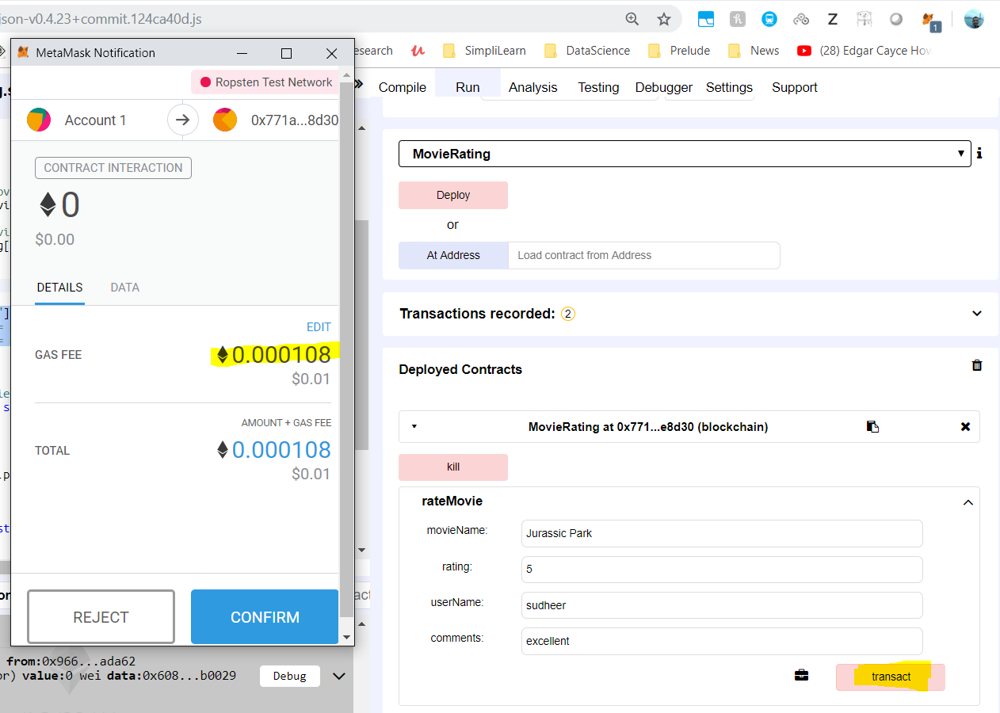 json-v0.4.23+commit.124ca40d.js
1
MetaMask Notification
esearch
SimpliLearn
DataScience
Prelude
News
(28) Edgar Cayce How
Ropsten Test Network
Compile
Run
Analysis
Testing
Debugger
Settings
Support
Account 1
0x771a...8d30
CONTRACT INTERACTION
0
$0.00
DETAILS
DATA
EDIT
GAS FEE
0.000108
$0.01
AMOUNT + GAS FEE
TOTAL
0.000108
$0.01
REJECT
CONFIRM
from:0x966...ada62
or) value:0 wei data:0x608...b0029
Debug
MovieRating
Deploy
or
At Address
Load contract from Address
Transactions recorded: 2
Deployed Contracts
MovieRating at 0x771...e8d30 (blockchain)
kill
rateMovie
movieName:
Jurassic Park
rating:
5
userName:
sudheer
comments:
excellent
transact